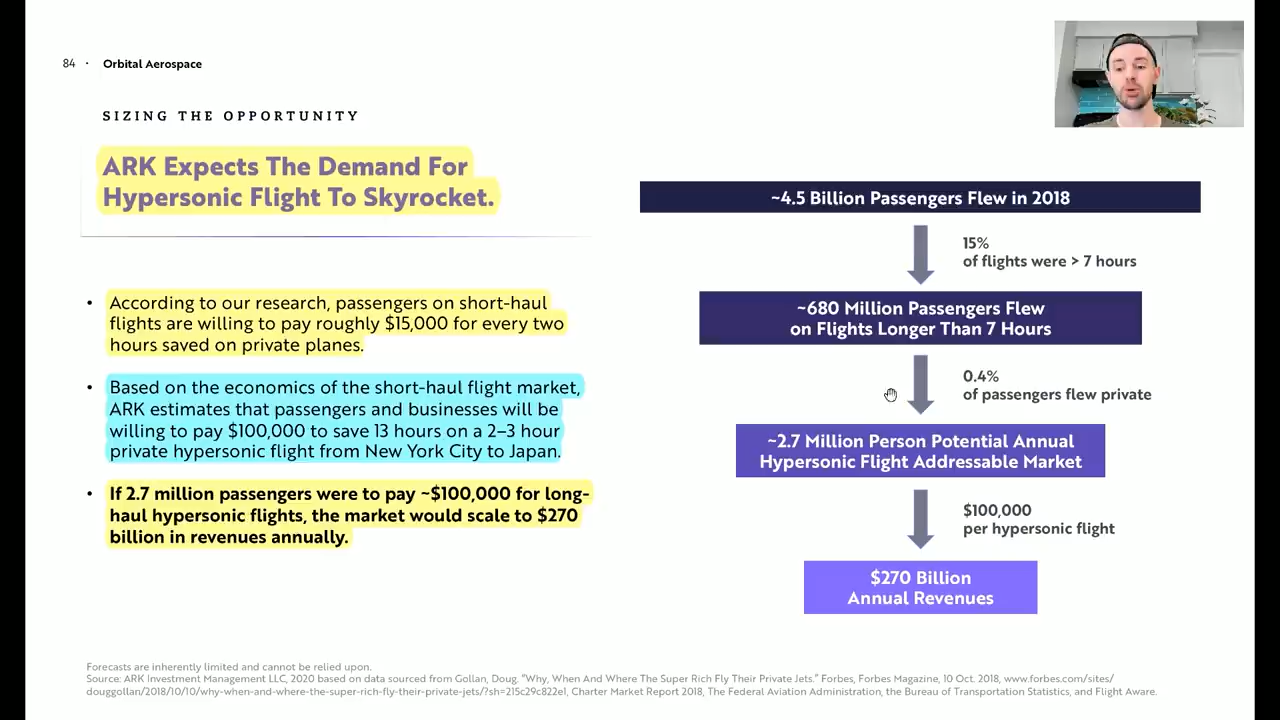 84 · Orbital Aerospace
SIZING THE OPPORTUNITY
ARK Expects The Demand For
Hypersonic Flight To Skyrocket.
• According to our research, passengers on short-haul
flights are willing to pay roughly $15,000 for every two
hours saved on private planes.
• Based on the economics of the short-haul flight market,
ARK estimates that passengers and businesses will be
willing to pay $100,000 to save 13 hours on a 2–3 hour
private hypersonic flight from New York City to Japan.
• If 2.7 million passengers were to pay ~$100,000 for long-
haul hypersonic flights, the market would scale to $270
billion in revenues annually.
~4.5 Billion Passengers Flew in 2018
15%
of flights were > 7 hours
~680 Million Passengers Flew
on Flights Longer Than 7 Hours
0.4%
of passengers flew private
~2.7 Million Person Potential Annual
Hypersonic Flight Addressable Market
$100,000
per hypersonic flight
$270 Billion
Annual Revenues
Forecasts are inherently limited and cannot be relied upon.
Source: ARK Investment Management LLC, 2020 based on data sourced from Gollan, Doug. “Why, When And Where The Super Rich Fly Their Private Jets.” Forbes, Forbes Magazine, 10 Oct. 2018, www.forbes.com/sites/
douggollan/2018/10/10/why-when-and-where-the-super-rich-fly-their-private-jets/?sh=215c29c822e1, Charter Market Report 2018, The Federal Aviation Administration, the Bureau of Transportation Statistics, and Flight Aware.